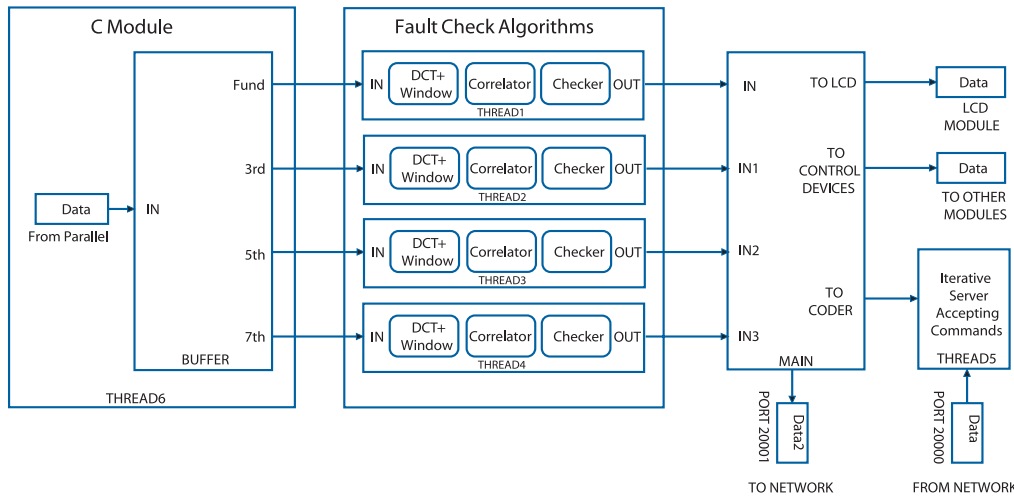 C Module
Fault Check Algorithms
Fund
3rd
5th
7th
IN
Data
From Parallel
BUFFER
THREAD6
IN
DCT+
Window
Correlator
Checker
OUT
THREAD1
IN
DCT+
Window
Correlator
Checker
OUT
THREAD2
IN
DCT+
Window
Correlator
Checker
OUT
THREAD3
IN
DCT+
Window
Correlator
Checker
OUT
THREAD4
IN
IN1
IN2
IN3
TO LCD
TO
CONTROL
DEVICES
TO
CODER
MAIN
Data
LCD
MODULE
Data
TO OTHER
MODULES
Iterative
Server
Accepting
Commands
THREAD5
PORT 20001
Data2
TO NETWORK
PORT 20000
Data
FROM NETWORK